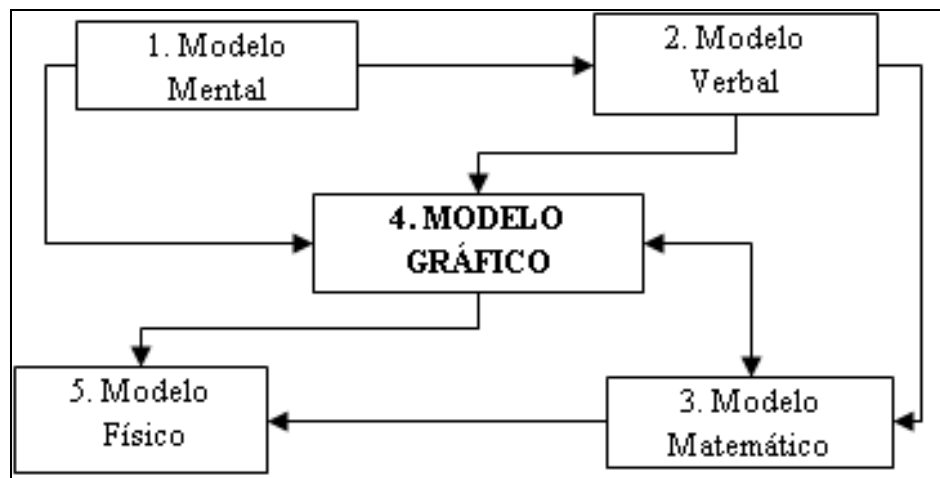 1. Modelo
Mental
2. Modelo
Verbal
4. MODELO
GRÁFICO
5. Modelo
Físico
3. Modelo
Matemático